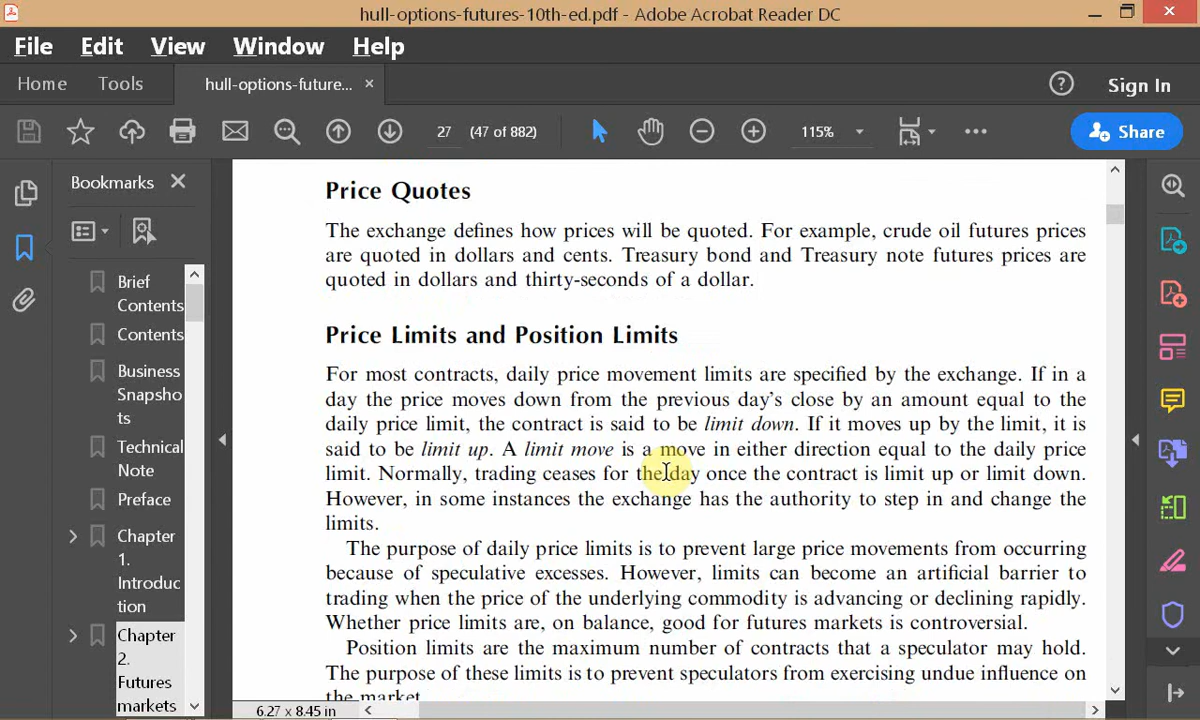 hull-options-futures-10th-ed.pdf - Adobe Acrobat Reader DC
File Edit View Window Help
Home Tools hull-options-future... × Sign In
27 (47 of 882) 115% Share
Bookmarks
Brief
Contents
Contents
Business
Snapsho
ts
Technical
Note
Preface
Chapter
1.
Introduc
tion
Chapter
2.
Futures
markets
Price Quotes
The exchange defines how prices will be quoted. For example, crude oil futures prices
are quoted in dollars and cents. Treasury bond and Treasury note futures prices are
quoted in dollars and thirty-seconds of a dollar.
Price Limits and Position Limits
For most contracts, daily price movement limits are specified by the exchange. If in a
day the price moves down from the previous day's close by an amount equal to the
daily price limit, the contract is said to be limit down. If it moves up by the limit, it is
said to be limit up. A limit move is a move in either direction equal to the daily price
limit. Normally, trading ceases for the day once the contract is limit up or limit down.
However, in some instances the exchange has the authority to step in and change the
limits.
The purpose of daily price limits is to prevent large price movements from occurring
because of speculative excesses. However, limits can become an artificial barrier to
trading when the price of the underlying commodity is advancing or declining rapidly.
Whether price limits are, on balance, good for futures markets is controversial.
Position limits are the maximum number of contracts that a speculator may hold.
The purpose of these limits is to prevent speculators from exercising undue influence on
the market.
6.27 x 8.45 in